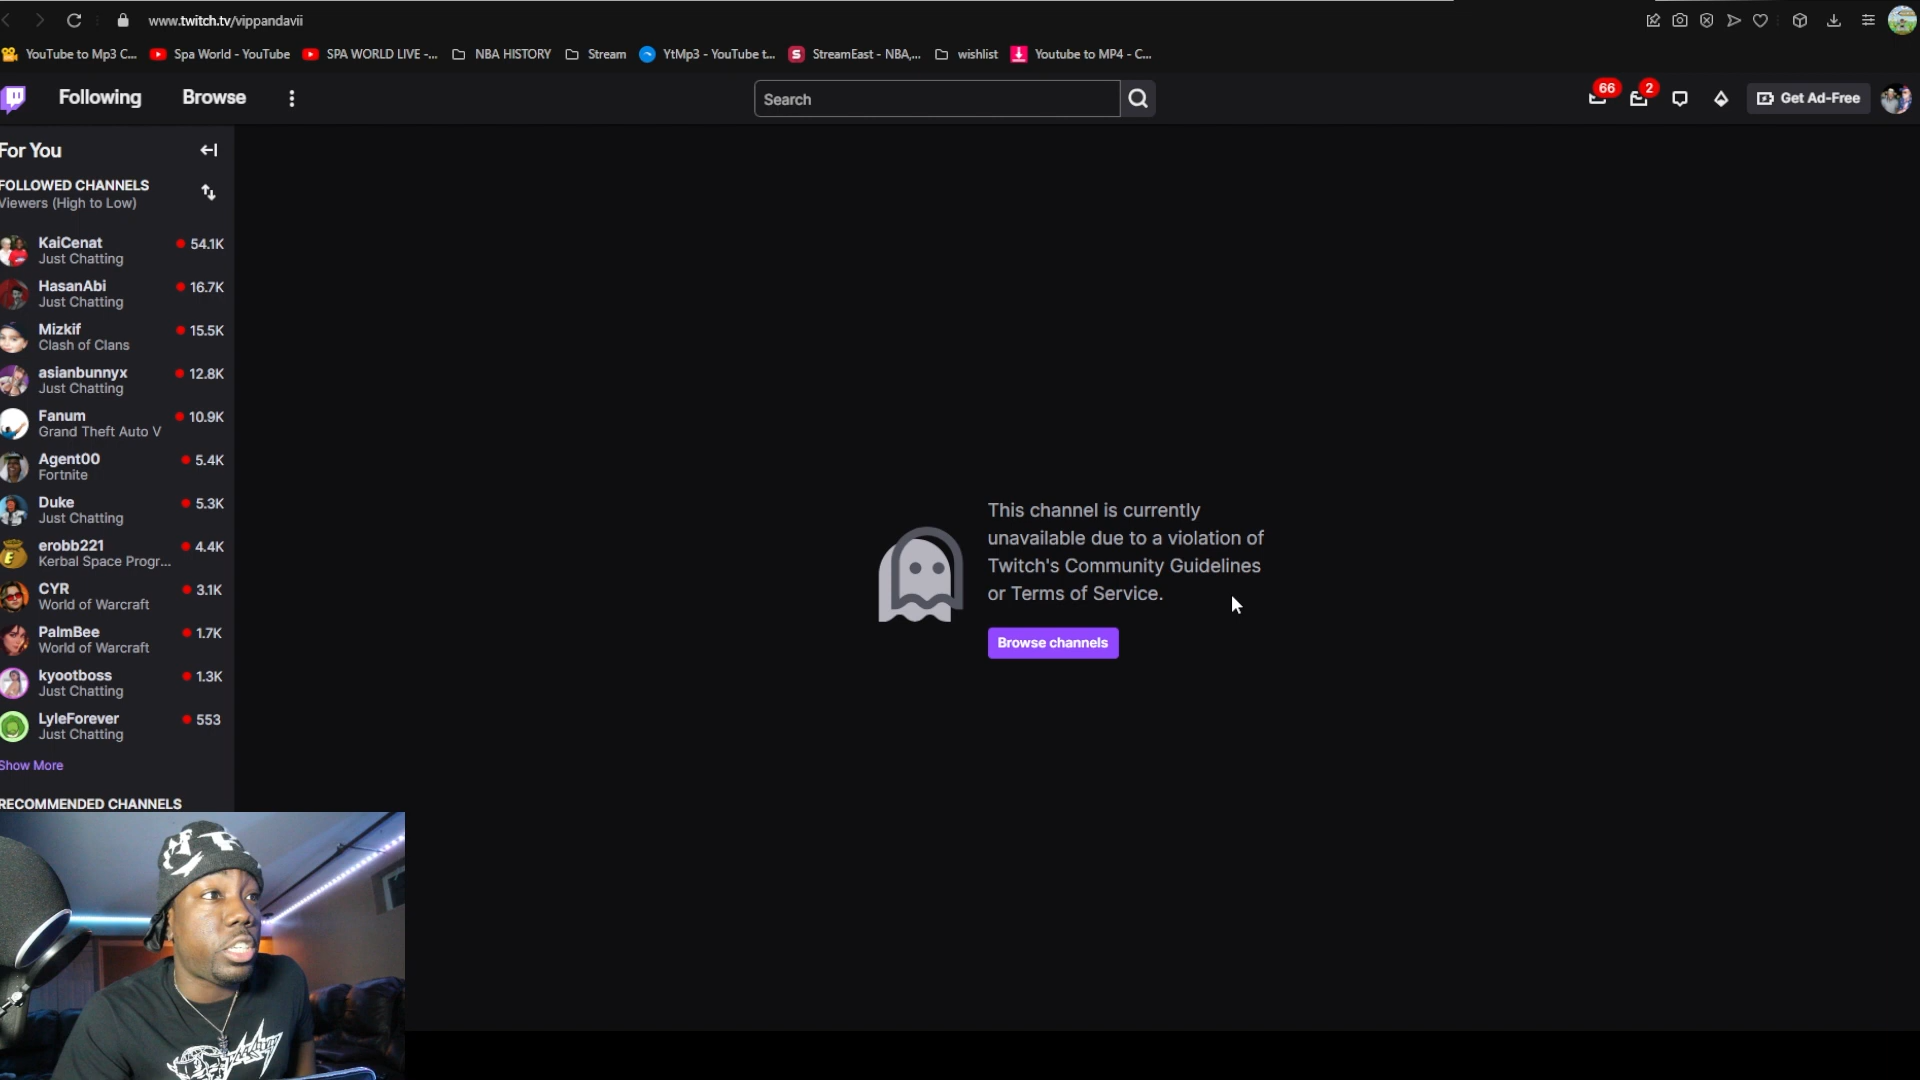 www.twitch.tv/vippandavii
YouTube to Mp3 C...
Spa World - YouTube
SPA WORLD LIVE -...
NBA HISTORY
Stream
YtMp3 - YouTube t...
StreamEast - NBA,...
wishlist
Youtube to MP4 - C...
Following
Browse
Search
66
2
Get Ad-Free
For You
FOLLOWED CHANNELS
Viewers (High to Low)
KaiCenat 54.1K
Just Chatting
HasanAbi 16.7K
Just Chatting
Mizkif 15.5K
Clash of Clans
asianbunnyx 12.8K
Just Chatting
Fanum 10.9K
Grand Theft Auto V
Agent00 5.4K
Fortnite
Duke 5.3K
Just Chatting
erobb221 4.4K
Kerbal Space Progr...
CYR 3.1K
World of Warcraft
PalmBee 1.7K
World of Warcraft
kyootboss 1.3K
Just Chatting
LyleForever 553
Just Chatting
Show More
RECOMMENDED CHANNELS
This channel is currently
unavailable due to a violation of
Twitch's Community Guidelines
or Terms of Service.
Browse channels